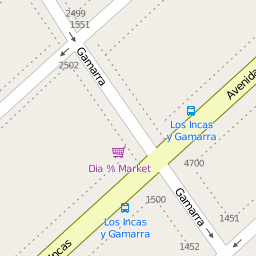 2499
1551
2502
Gamarra
Los Incas
y Gamarra
Avenida
Dia % Market
4700
Gamarra
1500
Los Incas
y Gamarra
1451
1452
Incas